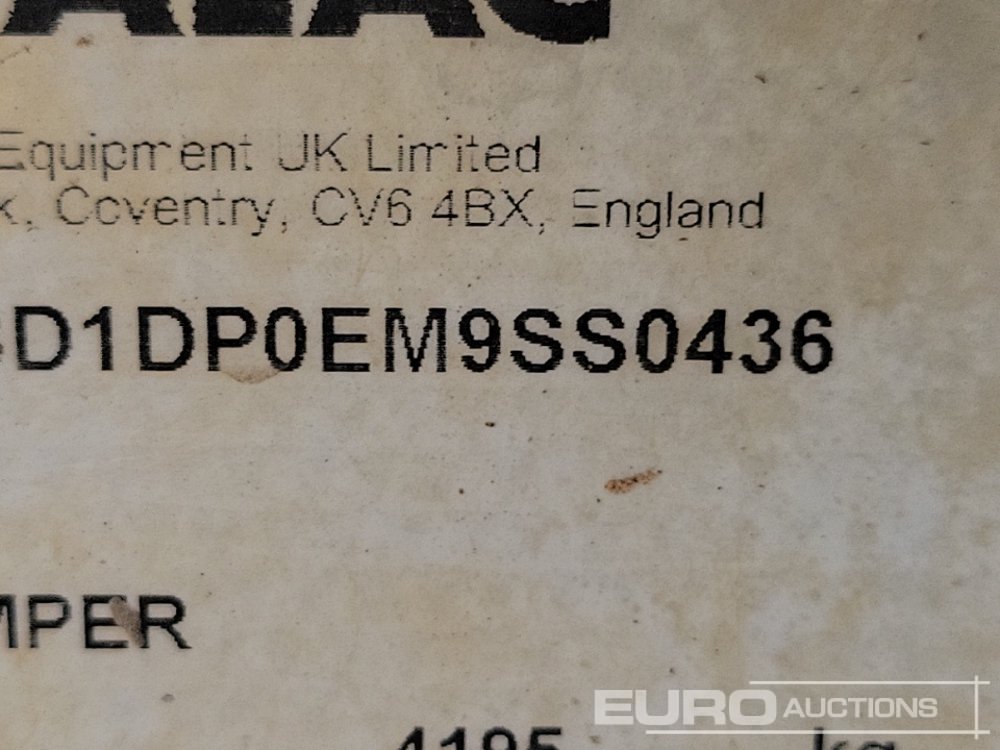 Equipment UK Limited
k, Coventry, CV6 4BX, England
D1DP0EM9SS0436
MPER
4195 kg
EURO AUCTIONS